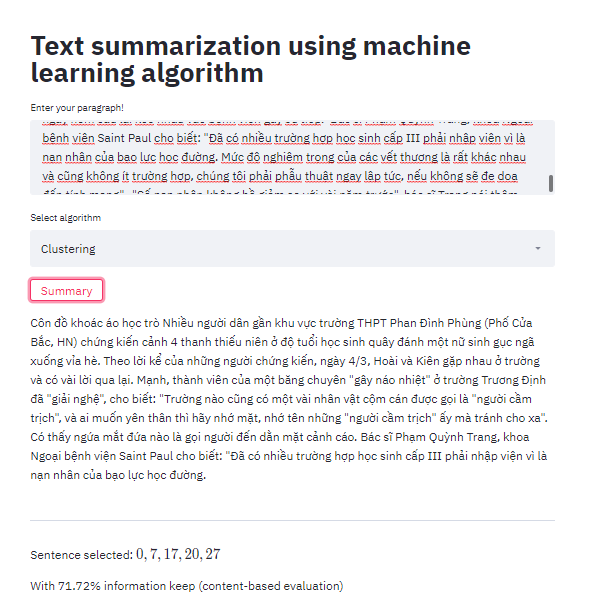 Text summarization using machine
learning algorithm
Enter your paragraph!
bệnh viện Saint Paul cho biết: "Đã có nhiều trường hợp học sinh cấp III phải nhập viện vì là
nạn nhân của bạo lực học đường. Mức độ nghiêm trọng của các vết thương là rất khác nhau
và cũng không ít trường hợp, chúng tôi phải phẫu thuật ngay lập tức, nếu không sẽ đe dọa
Select algorithm
Clustering
Summary
Côn đồ khoác áo học trò Nhiều người dân gần khu vực trường THPT Phan Đình Phùng (Phố Cửa
Bắc, HN) chứng kiến cảnh 4 thanh thiếu niên ở độ tuổi học sinh quây đánh một nữ sinh gục ngã
xuống vỉa hè. Theo lời kể của những người chứng kiến, ngày 4/3, Hoài và Kiên gặp nhau ở trường
và có vài lời qua lại. Mạnh, thành viên của một băng chuyên "gây náo nhiệt" ở trường Trương Định
đã "giải nghệ", cho biết: "Trường nào cũng có một vài nhân vật cộm cán được gọi là "người cầm
trịch", và ai muốn yên thân thì hãy nhớ mặt, nhớ tên những "người cầm trịch" ấy mà tránh cho xa".
Có thấy ngứa mắt đứa nào là gọi người đến dằn mặt cảnh cáo. Bác sĩ Phạm Quỳnh Trang, khoa
Ngoại bệnh viện Saint Paul cho biết: "Đã có nhiều trường hợp học sinh cấp III phải nhập viện vì là
nạn nhân của bạo lực học đường.
Sentence selected: 0, 7, 17, 20, 27
With 71.72% information keep (content-based evaluation)